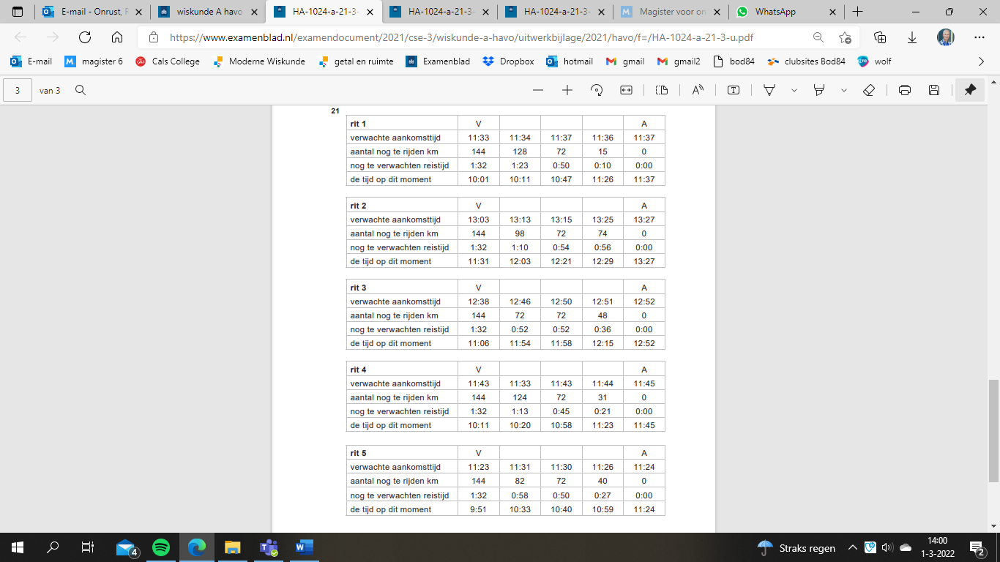 E-mail - Onrust, F
wiskunde A havo
HA-1024-a-21-3-
HA-1024-a-21-3-
HA-1024-a-21-3-
Magister voor on
WhatsApp
https://www.examenblad.nl/examendocument/2021/cse-3/wiskunde-a-havo/uitwerkbijlage/2021/havo/f=/HA-1024-a-21-3-u.pdf
E-mail magister 6 Cals College Moderne Wiskunde getal en ruimte Examenblad Dropbox hotmail gmail gmail2 bod84 clubsites Bod84 wolf
3 van 3
21
rit 1 V A
verwachte aankomsttijd 11:33 11:34 11:37 11:36 11:37
aantal nog te rijden km 144 128 72 15 0
nog te verwachten reistijd 1:32 1:23 0:50 0:10 0:00
de tijd op dit moment 10:01 10:11 10:47 11:26 11:37
rit 2 V A
verwachte aankomsttijd 13:03 13:13 13:15 13:25 13:27
aantal nog te rijden km 144 98 72 74 0
nog te verwachten reistijd 1:32 1:10 0:54 0:56 0:00
de tijd op dit moment 11:31 12:03 12:21 12:29 13:27
rit 3 V A
verwachte aankomsttijd 12:38 12:46 12:50 12:51 12:52
aantal nog te rijden km 144 72 72 48 0
nog te verwachten reistijd 1:32 0:52 0:52 0:36 0:00
de tijd op dit moment 11:06 11:54 11:58 12:15 12:52
rit 4 V A
verwachte aankomsttijd 11:43 11:33 11:43 11:44 11:45
aantal nog te rijden km 144 124 72 31 0
nog te verwachten reistijd 1:32 1:13 0:45 0:21 0:00
de tijd op dit moment 10:11 10:20 10:58 11:23 11:45
rit 5 V A
verwachte aankomsttijd 11:23 11:31 11:30 11:26 11:24
aantal nog te rijden km 144 82 72 40 0
nog te verwachten reistijd 1:32 0:58 0:50 0:27 0:00
de tijd op dit moment 9:51 10:33 10:40 10:59 11:24
4
Straks regen
14:00
1-3-2022
2